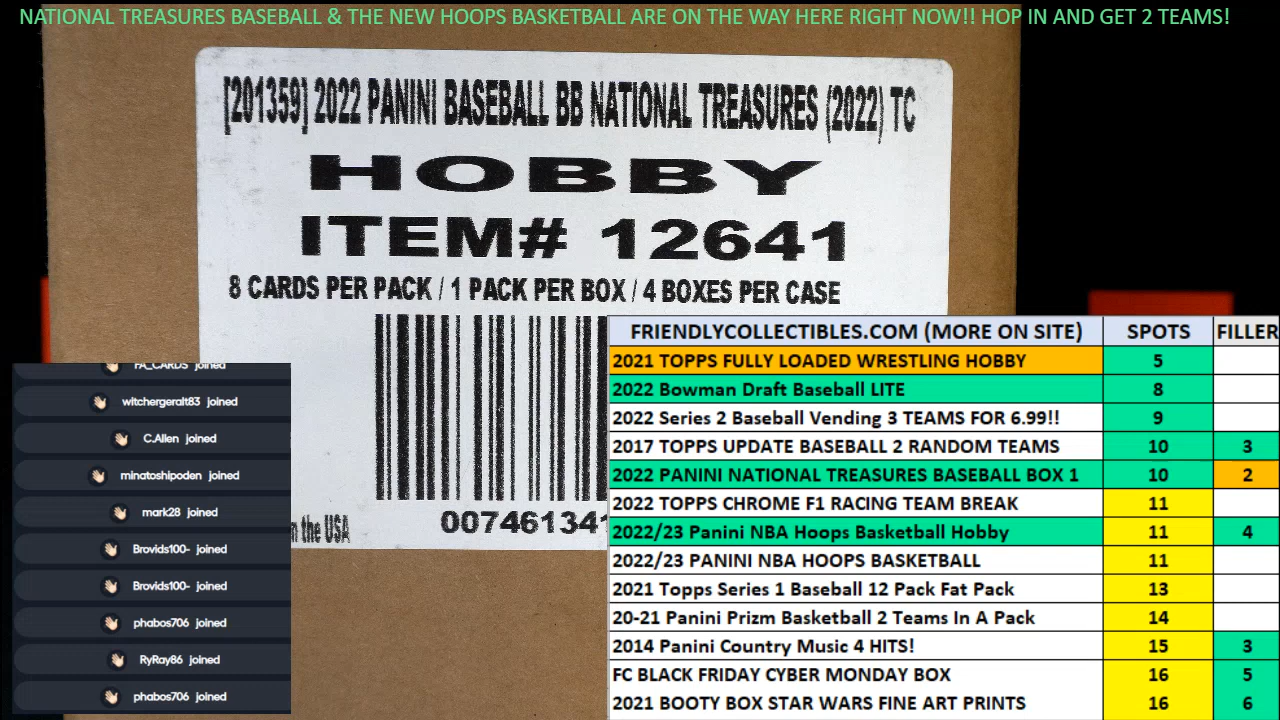 NATIONAL TREASURES BASEBALL & THE NEW HOOPS BASKETBALL ARE ON THE WAY HERE RIGHT NOW!! HOP IN AND GET 2 TEAMS!
[201359] 2022 PANINI BASEBALL BB NATIONAL TREASURES (2022) TC
HOBBY
ITEM# 12641
8 CARDS PER PACK / 1 PACK PER BOX / 4 BOXES PER CASE
the USA
00746134
FA_CARDS joined
witchergeralt83 joined
C.Allen joined
minatoshipoden joined
mark28 joined
Brovids100- joined
Brovids100- joined
phabos706 joined
RyRay86 joined
phabos706 joined
FRIENDLYCOLLECTIBLES.COM (MORE ON SITE) SPOTS FILLER
2021 TOPPS FULLY LOADED WRESTLING HOBBY 5
2022 Bowman Draft Baseball LITE 8
2022 Series 2 Baseball Vending 3 TEAMS FOR 6.99!! 9
2017 TOPPS UPDATE BASEBALL 2 RANDOM TEAMS 10 3
2022 PANINI NATIONAL TREASURES BASEBALL BOX 1 10 2
2022 TOPPS CHROME F1 RACING TEAM BREAK 11
2022/23 Panini NBA Hoops Basketball Hobby 11 4
2022/23 PANINI NBA HOOPS BASKETBALL 11
2021 Topps Series 1 Baseball 12 Pack Fat Pack 13
20-21 Panini Prizm Basketball 2 Teams In A Pack 14
2014 Panini Country Music 4 HITS! 15 3
FC BLACK FRIDAY CYBER MONDAY BOX 16 5
2021 BOOTY BOX STAR WARS FINE ART PRINTS 16 6